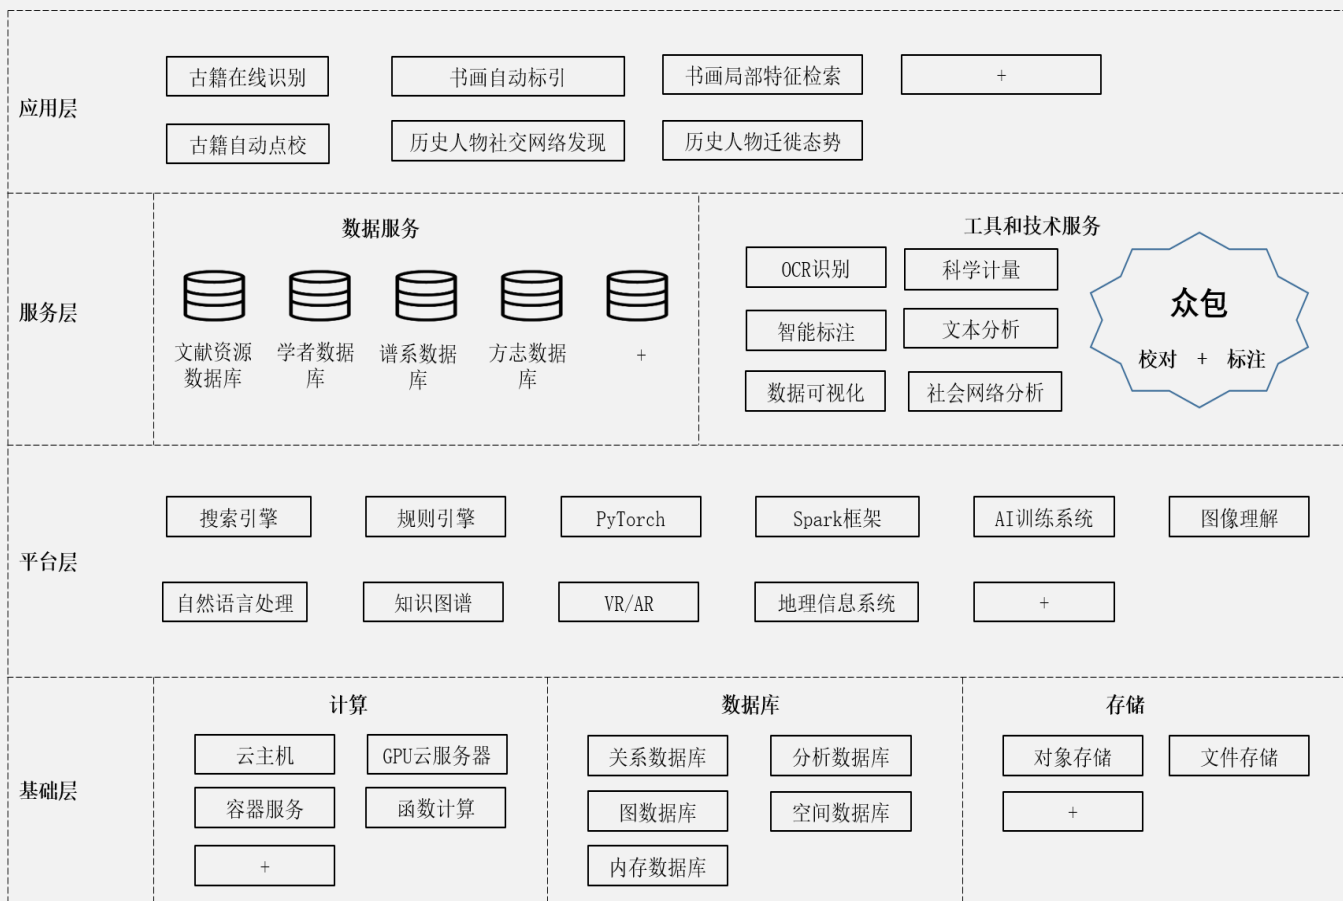 应用层
古籍在线识别
书画自动标引
书画局部特征检索
+
古籍自动点校
历史人物社交网络发现
历史人物迁徙态势
服务层
数据服务
文献资源
数据库
学者数据
库
谱系数据
库
方志数据
库
+
工具和技术服务
OCR识别
科学计量
智能标注
文本分析
数据可视化
社会网络分析
众包
校对 + 标注
平台层
搜索引擎
规则引擎
PyTorch
Spark框架
AI训练系统
图像理解
自然语言处理
知识图谱
VR/AR
地理信息系统
+
基础层
计算
云主机
GPU云服务器
容器服务
函数计算
+
数据库
关系数据库
分析数据库
图数据库
空间数据库
内存数据库
存储
对象存储
文件存储
+